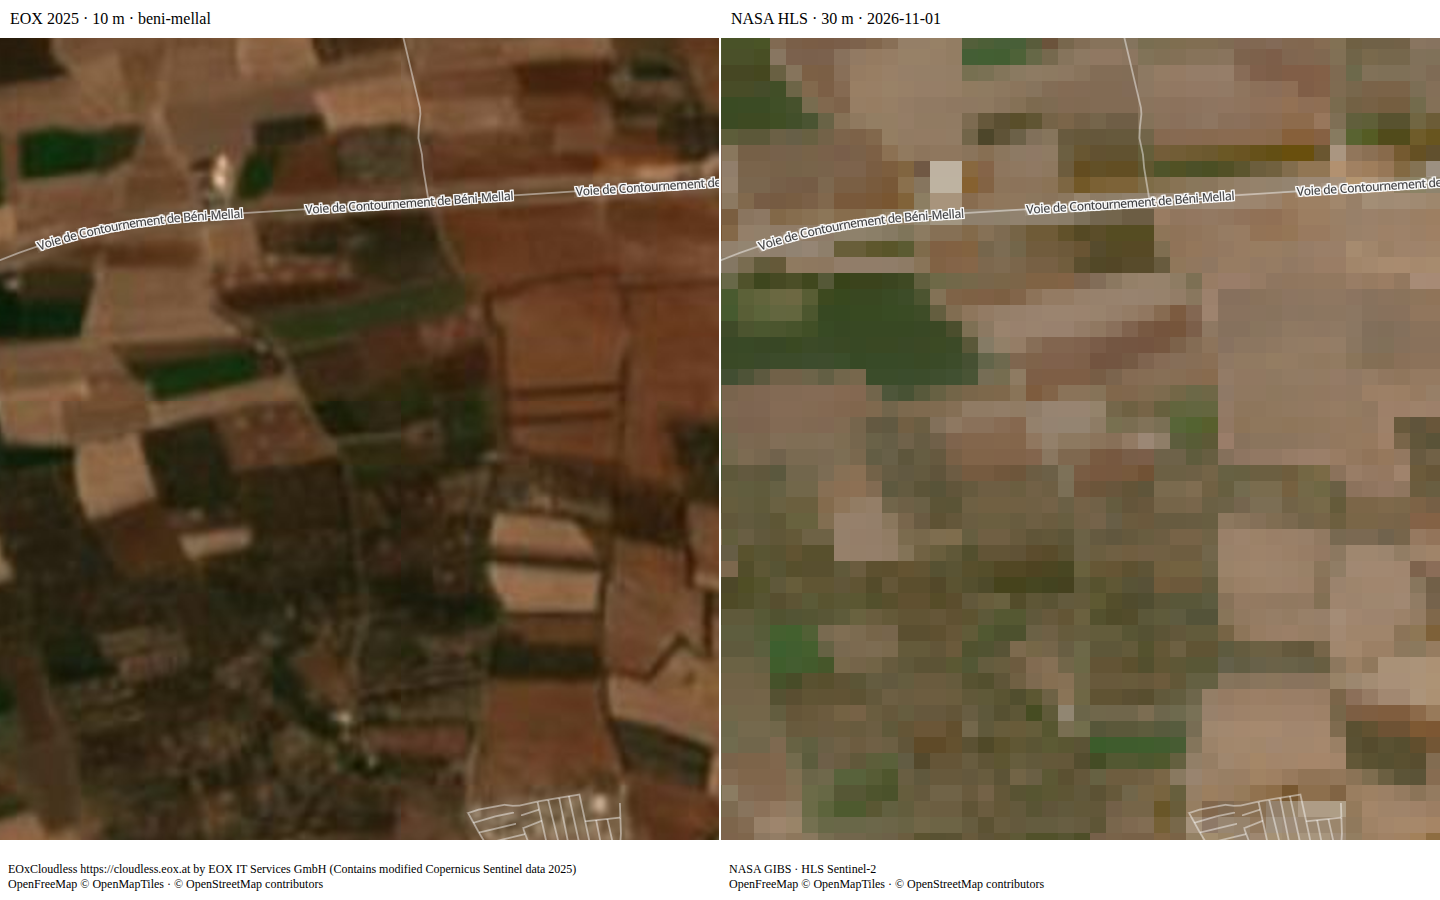 EOX 2025 · 10 m · beni-mellal
NASA HLS · 30 m · 2026-11-01
Voie de Contournement de Béni-Mellal
Voie de Contournement de Béni-Mellal
Voie de Contournement de
Voie de Contournement de Béni-Mellal
Voie de Contournement de Béni-Mellal
Voie de Contournement de
EOxCloudless https://cloudless.eox.at by EOX IT Services GmbH (Contains modified Copernicus Sentinel data 2025)
OpenFreeMap © OpenMapTiles · © OpenStreetMap contributors
NASA GIBS · HLS Sentinel-2
OpenFreeMap © OpenMapTiles · © OpenStreetMap contributors